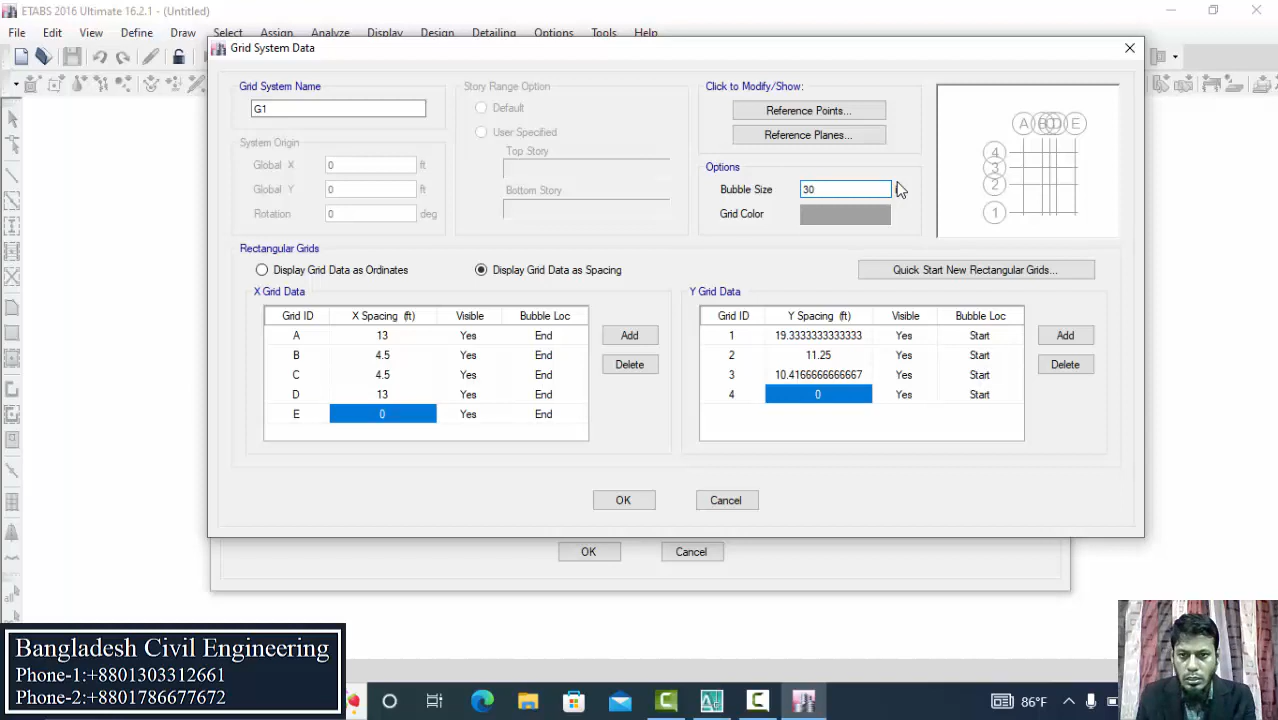 ETABS 2016 Ultimate 16.2.1 - (Untitled)
File Edit View Define Draw Select Assign Analyze Display Design Detailing Options Tools Help
Grid System Data
Grid System Name
G1
System Origin
Global X 0 ft
Global Y 0 ft
Rotation 0 deg
Story Range Option
Default
User Specified
Top Story
Bottom Story
Click to Modify/Show:
Reference Points...
Reference Planes...
Options
Bubble Size 30
Grid Color
A B C D E
4
3
2
1
Rectangular Grids
Display Grid Data as Ordinates
Display Grid Data as Spacing
Quick Start New Rectangular Grids...
X Grid Data
Grid ID X Spacing (ft) Visible Bubble Loc
A 13 Yes End
B 4.5 Yes End
C 4.5 Yes End
D 13 Yes End
E 0 Yes End
Add
Delete
Y Grid Data
Grid ID Y Spacing (ft) Visible Bubble Loc
1 19.3333333333333 Yes Start
2 11.25 Yes Start
3 10.4166666666667 Yes Start
4 0 Yes Start
Add
Delete
OK Cancel
OK Cancel
Bangladesh Civil Engineering
Phone-1:+8801303312661
Phone-2:+8801786677672
86°F